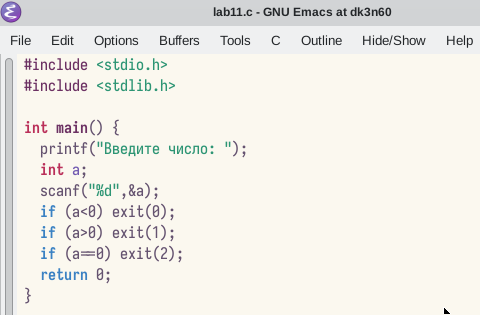 lab11.c - GNU Emacs at dk3n60
File Edit Options Buffers Tools C Outline Hide/Show Help
#include <stdio.h>
#include <stdlib.h>
int main() {
printf("Введите число: ");
int a;
scanf("%d",&a);
if (a<0) exit(0);
if (a>0) exit(1);
if (a==0) exit(2);
return 0;
}